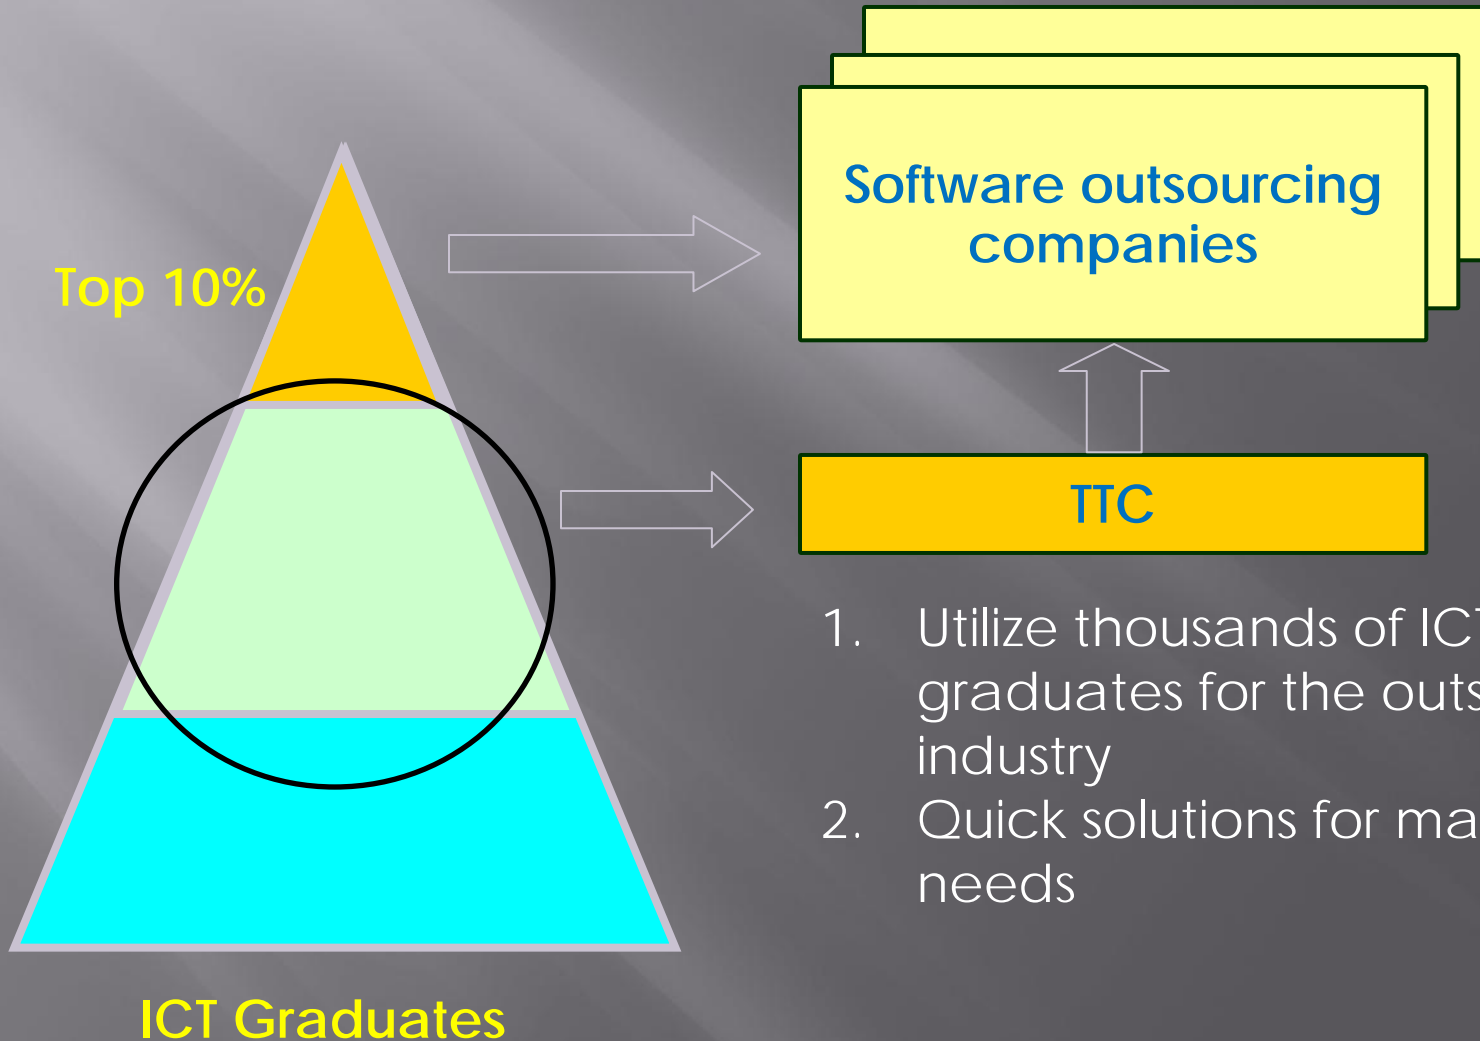 Software outsourcing
companies
Top 10%
TTC
1. Utilize thousands of ICT
graduates for the outs
industry
2. Quick solutions for ma
needs
ICT Graduates